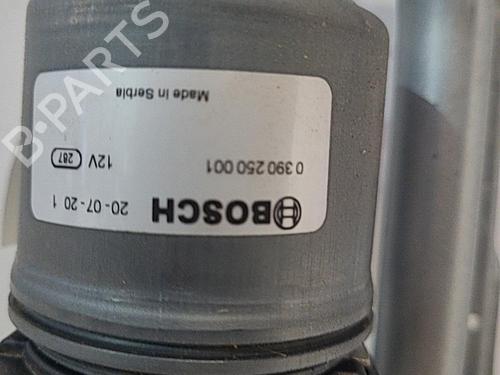 BOSCH 20-07-20 1
0 390 250 001 12V 287
Made in Serbia
B-PARTS